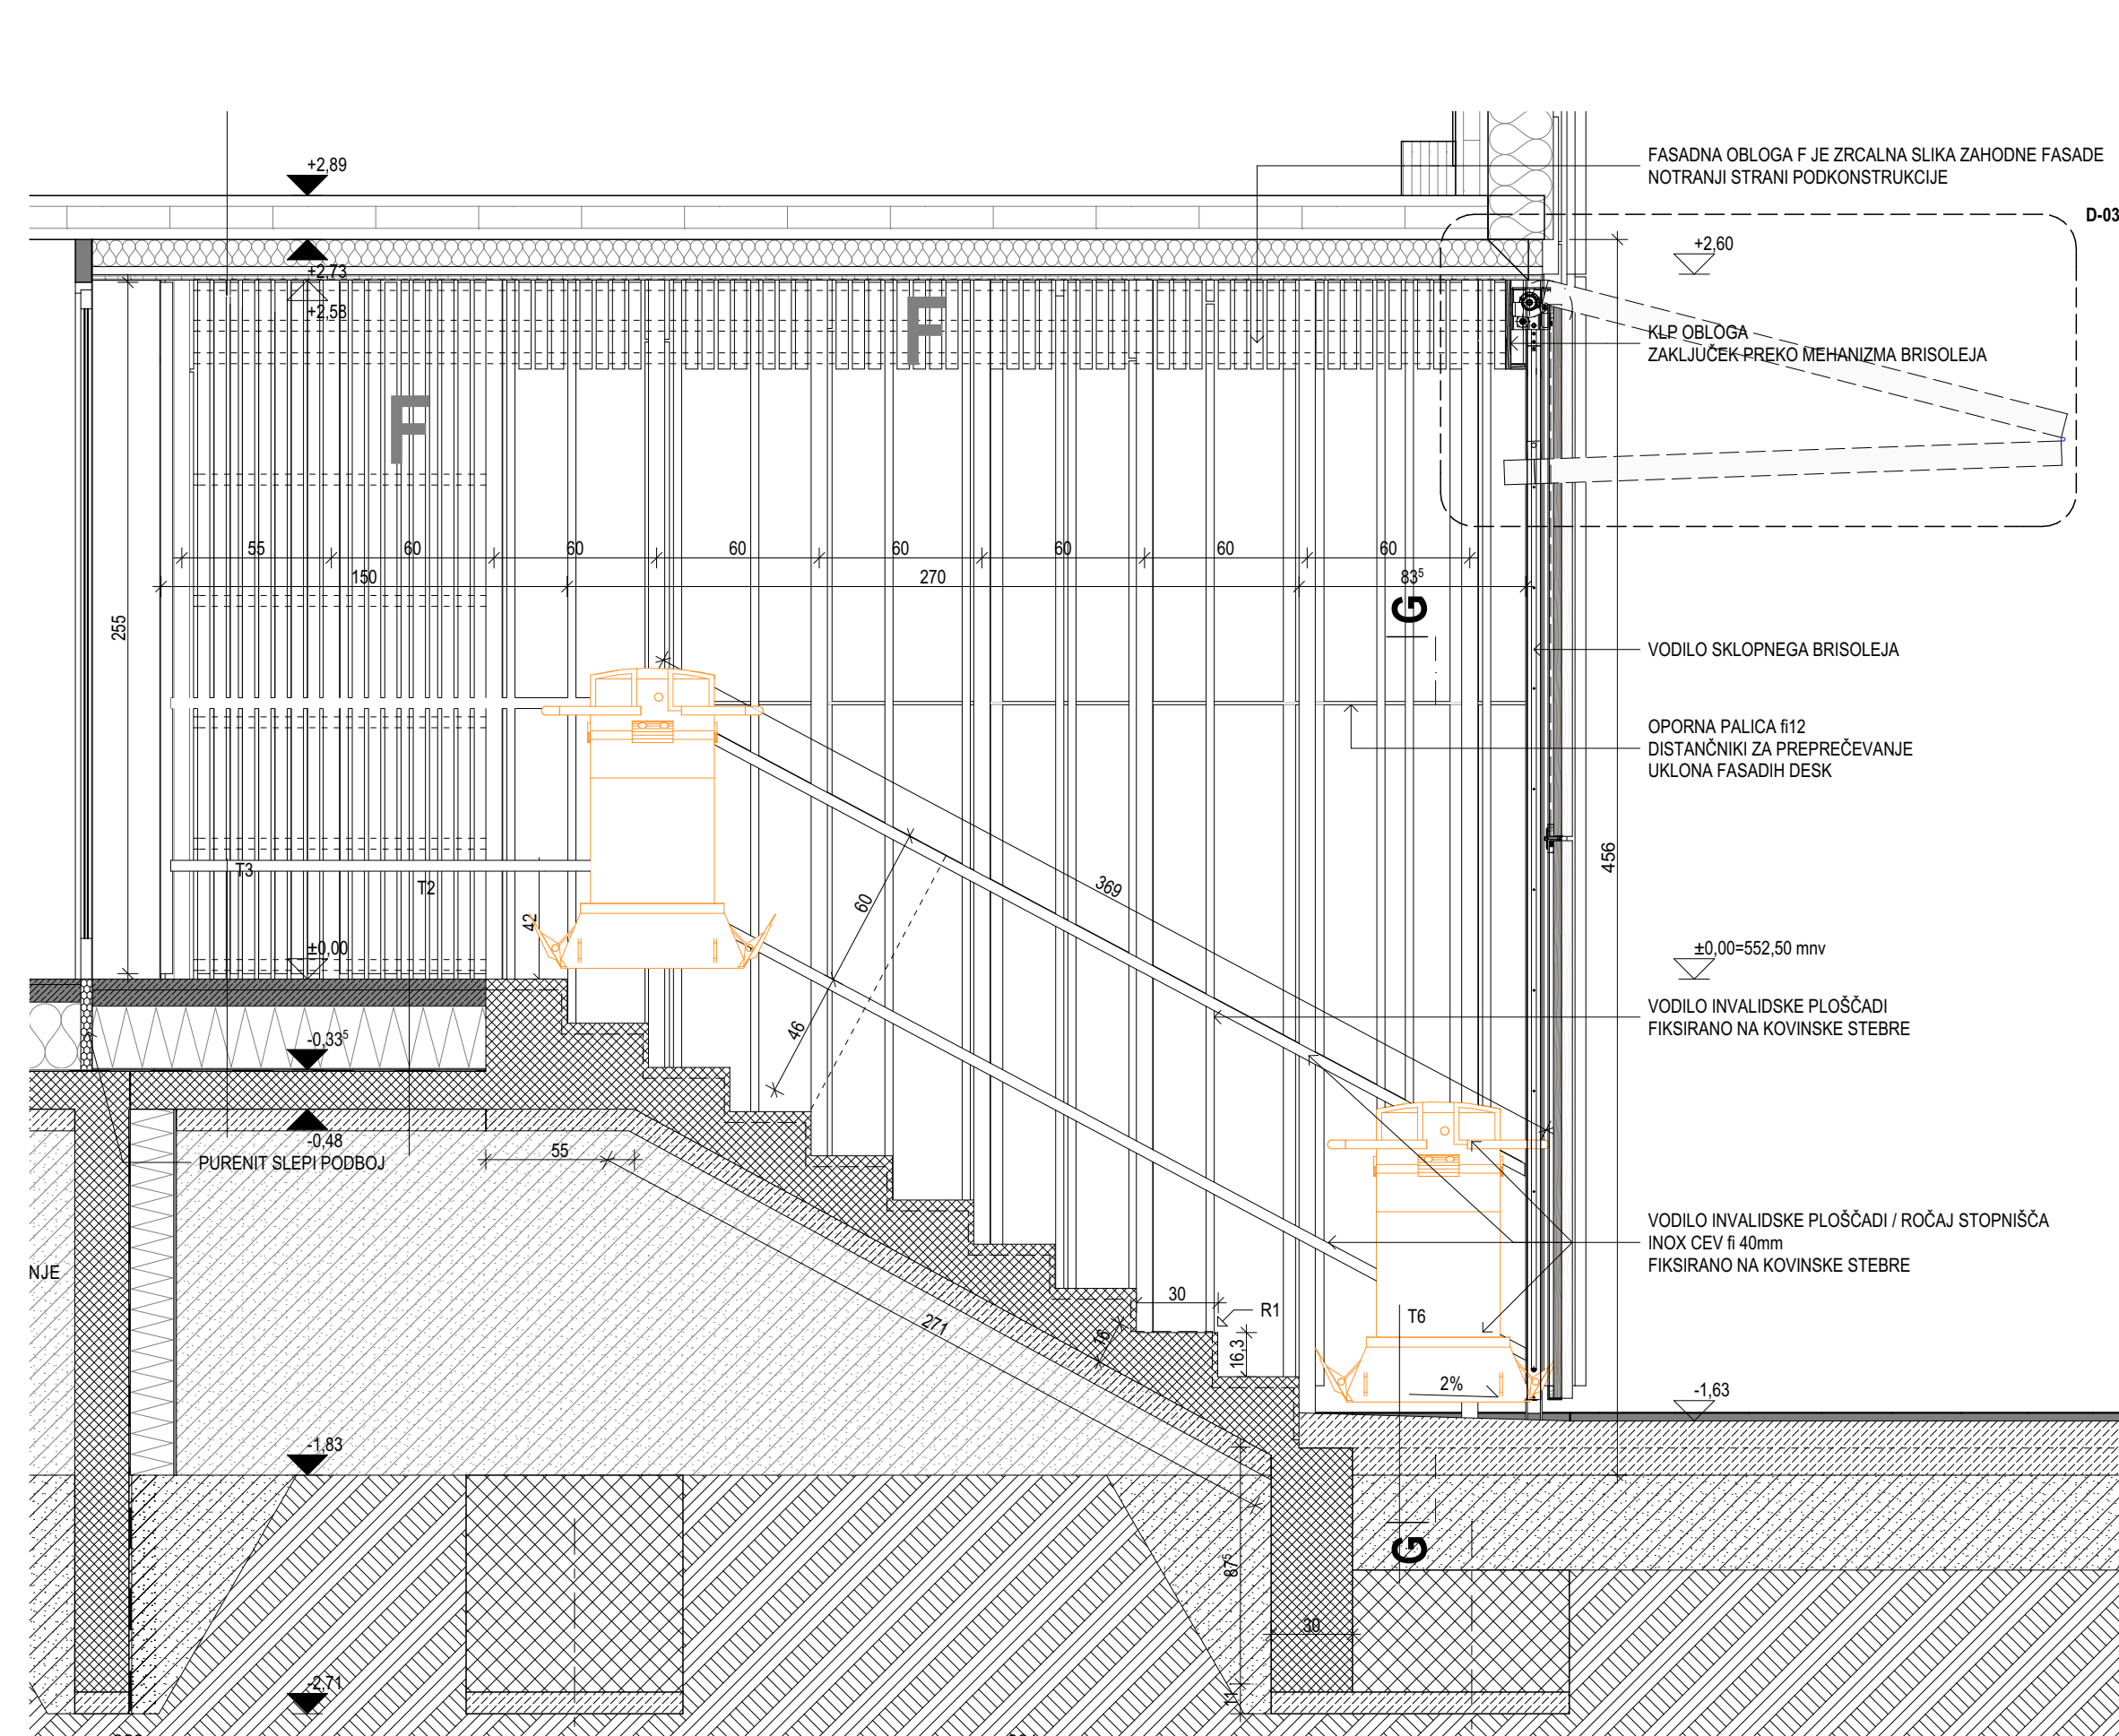 +2,89
FASADNA OBLOGA F JE ZRCALNA SLIKA ZAHODNE FASADE
NOTRANJI STRANI PODKONSTRUKCIJE
D-03
+2,60
+2,73
+2,58
F
F
KLP OBLOGA
ZAKLJUČEK PREKO MEHANIZMA BRISOLEJA
55
60
60
60
60
60
60
60
150
270
83⁵
G
255
VODILO SKLOPNEGA BRISOLEJA
OPORNA PALICA fi12
DISTANČNIKI ZA PREPREČEVANJE
UKLONA FASADIH DESK
456
369
60
T3
T2
42
±0,00
±0,00=552,50 mnv
46
VODILO INVALIDSKE PLOŠČADI
FIKSIRANO NA KOVINSKE STEBRE
-0,33⁵
-0,48
PURENIT SLEPI PODBOJ
55
VODILO INVALIDSKE PLOŠČADI / ROČAJ STOPNIŠČA
INOX CEV fi 40mm
FIKSIRANO NA KOVINSKE STEBRE
NJE
30
R1
T6
271
16
16,3
2%
-1,63
-1,83
G
87⁵
30
-2,71
11